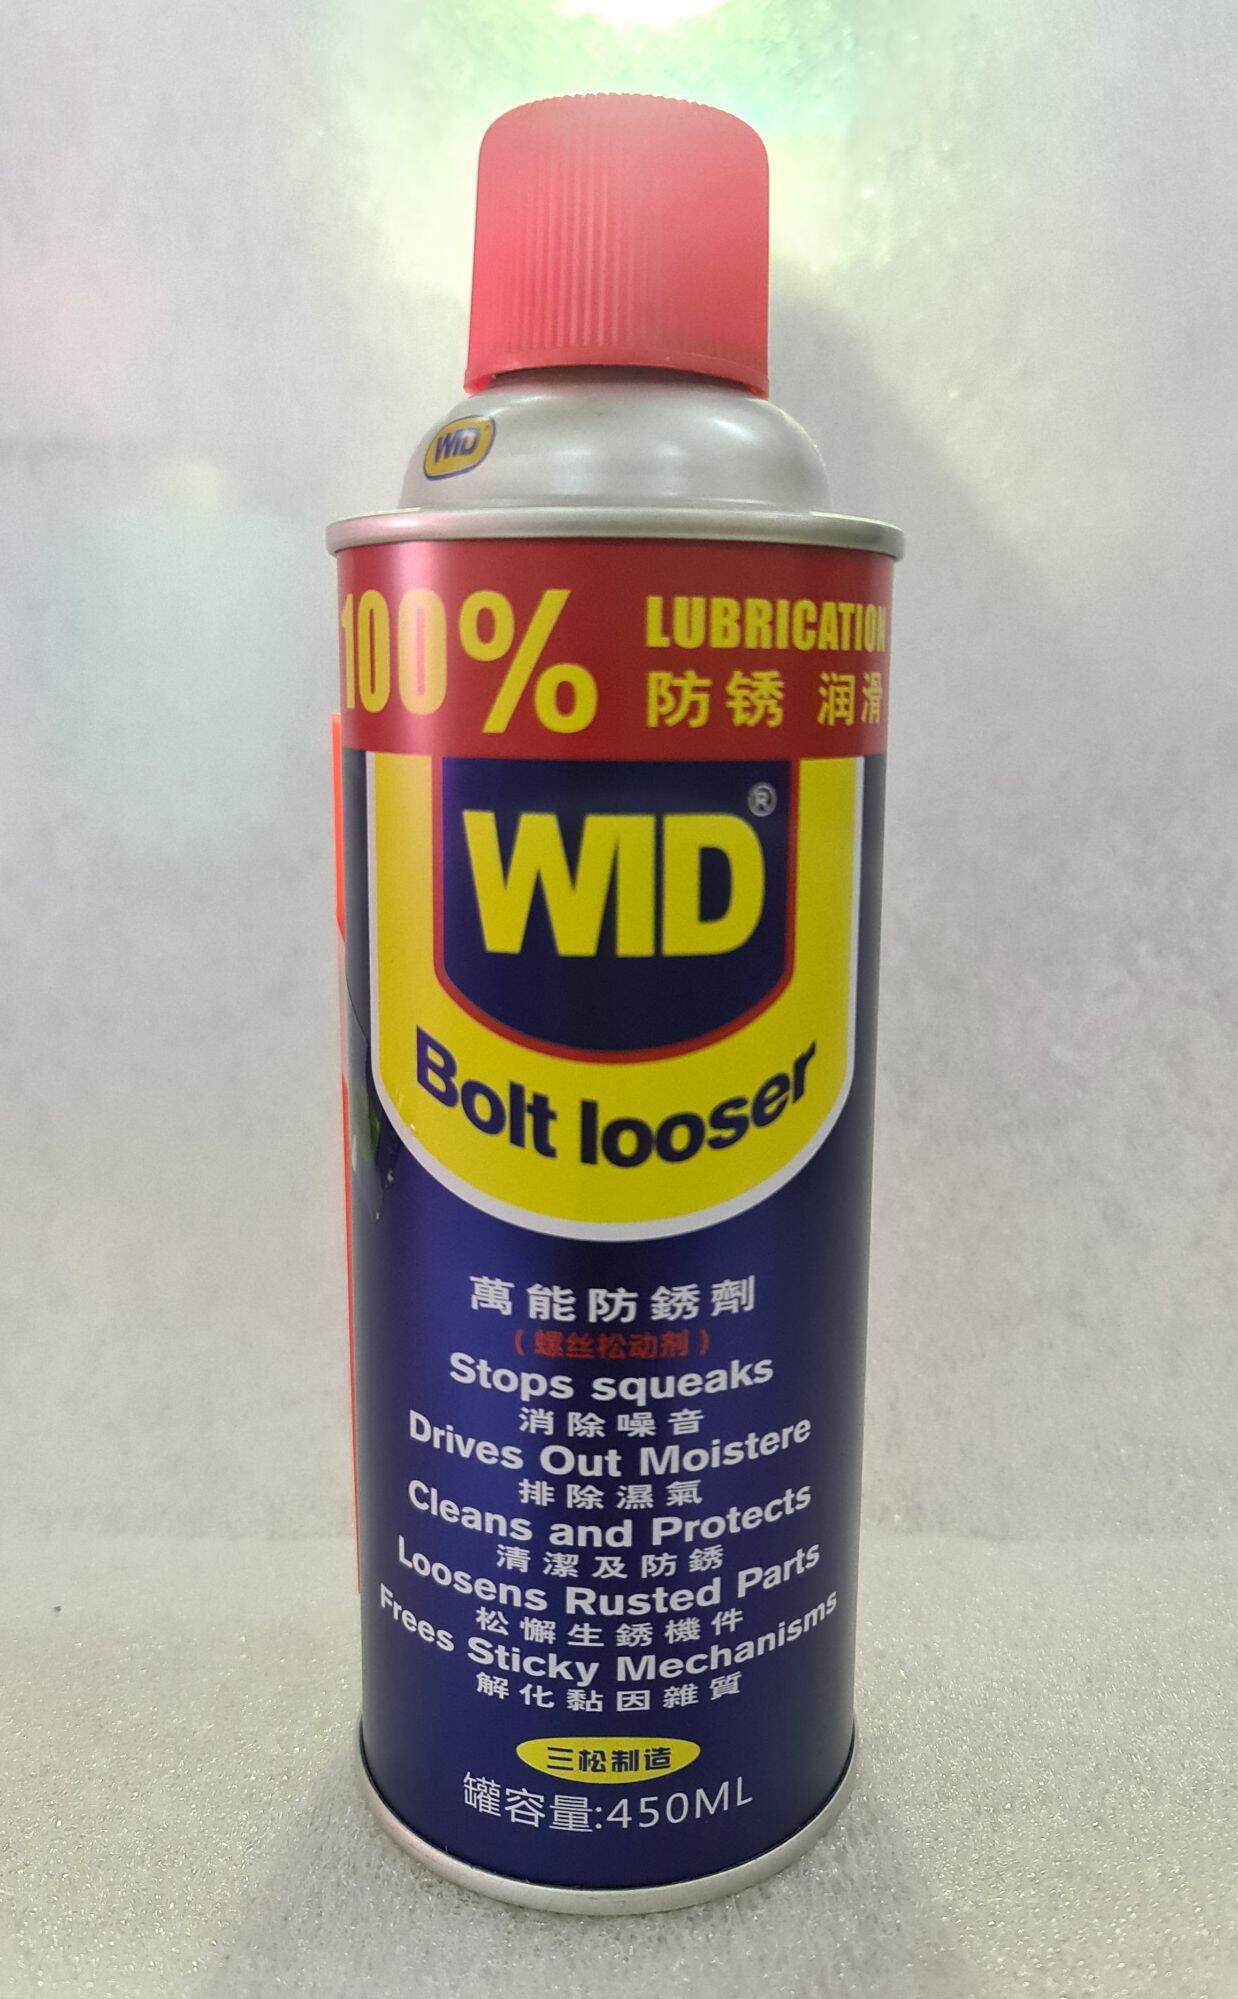 WID
100% LUBRICATION
防锈 润滑
WID®
Bolt looser
萬能防銹劑
(螺丝松动剂)
Stops squeaks
消除噪音
Drives Out Moistere
排除濕氣
Cleans and Protects
清潔及防銹
Loosens Rusted Parts
松懈生銹機件
Frees Sticky Mechanisms
解化黏因雜質
三松制造
罐容量:450ML